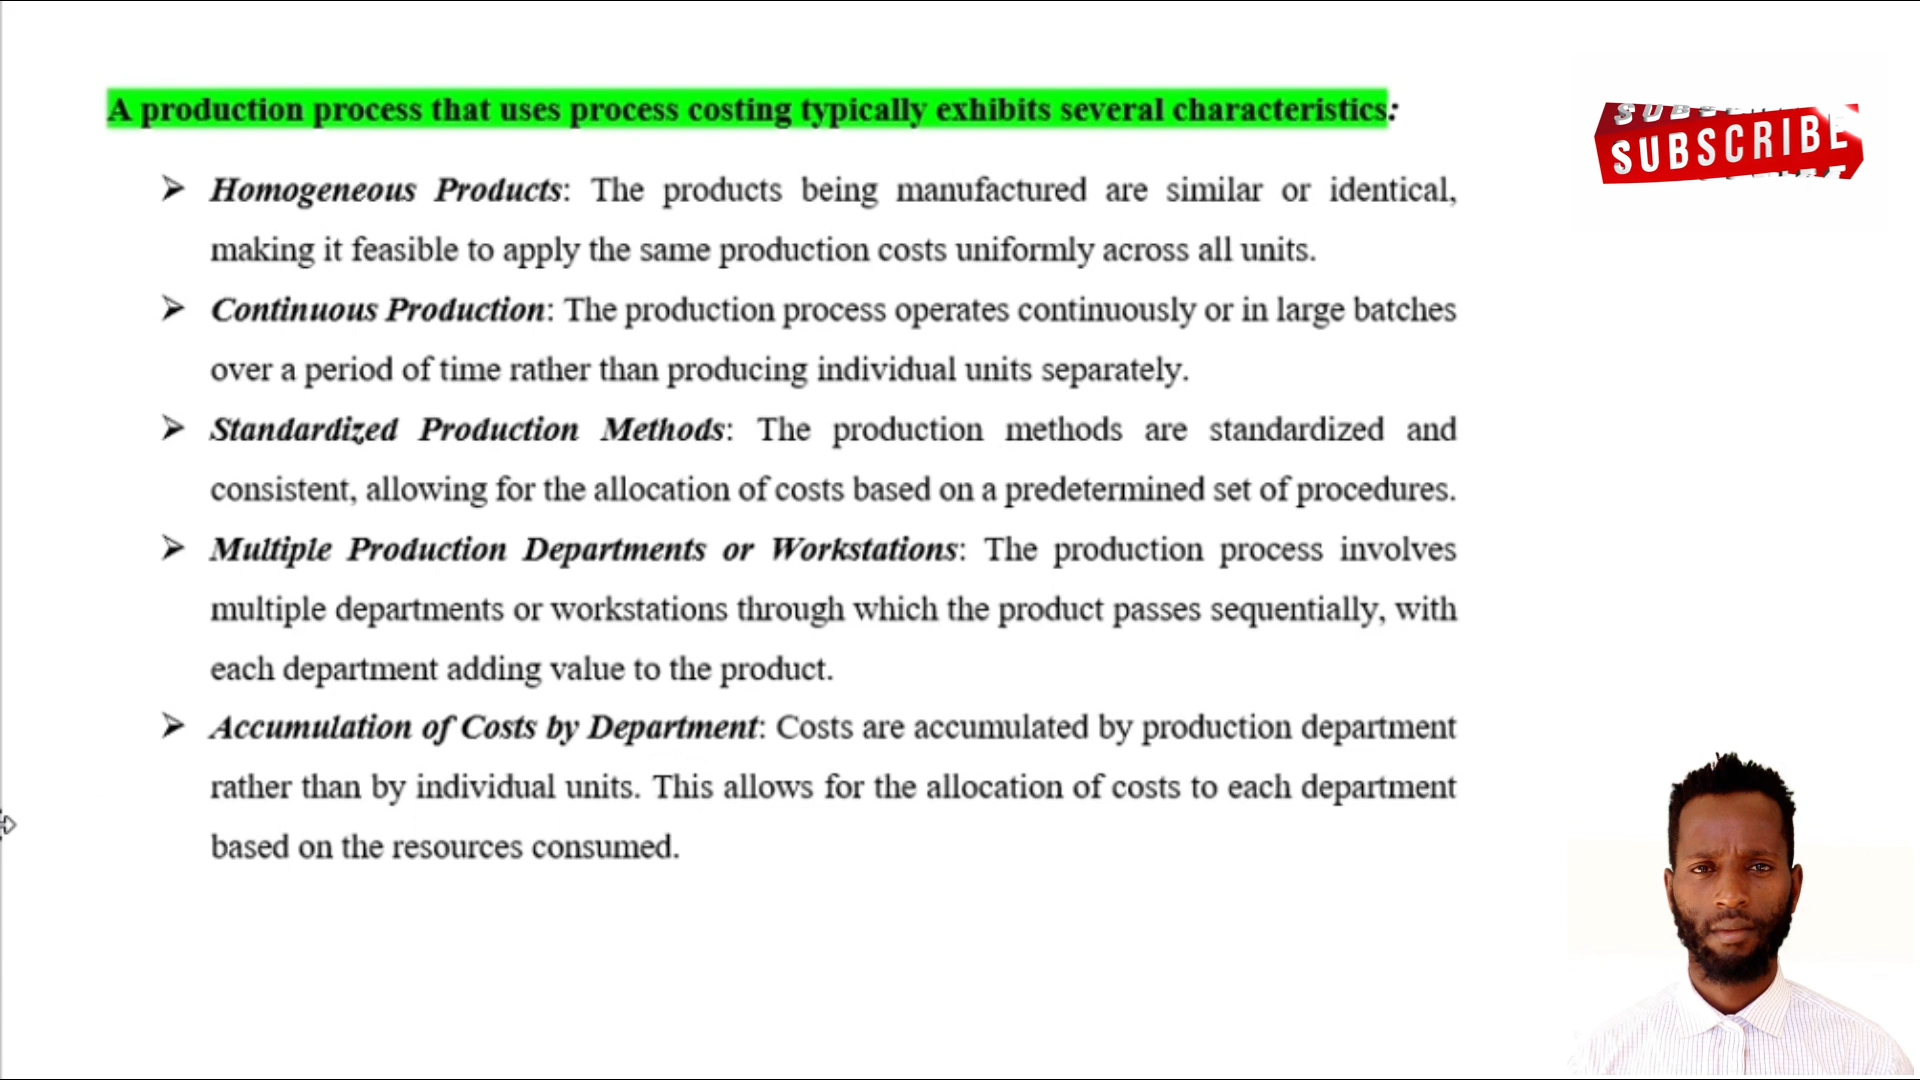 A production process that uses process costing typically exhibits several characteristics:
SUBSCRIBE
Homogeneous Products: The products being manufactured are similar or identical,
making it feasible to apply the same production costs uniformly across all units.
Continuous Production: The production process operates continuously or in large batches
over a period of time rather than producing individual units separately.
Standardized Production Methods: The production methods are standardized and
consistent, allowing for the allocation of costs based on a predetermined set of procedures.
Multiple Production Departments or Workstations: The production process involves
multiple departments or workstations through which the product passes sequentially, with
each department adding value to the product.
Accumulation of Costs by Department: Costs are accumulated by production department
rather than by individual units. This allows for the allocation of costs to each department
based on the resources consumed.